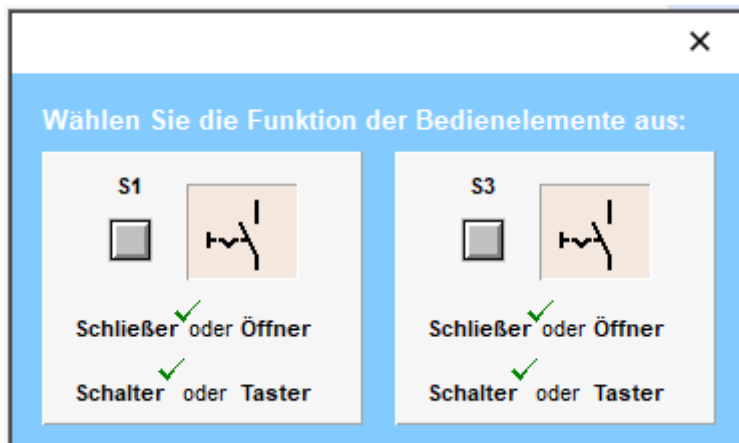 Wählen Sie die Funktion der Bedienelemente aus:
S1
Schließer oder Öffner
Schalter oder Taster
S3
Schließer oder Öffner
Schalter oder Taster